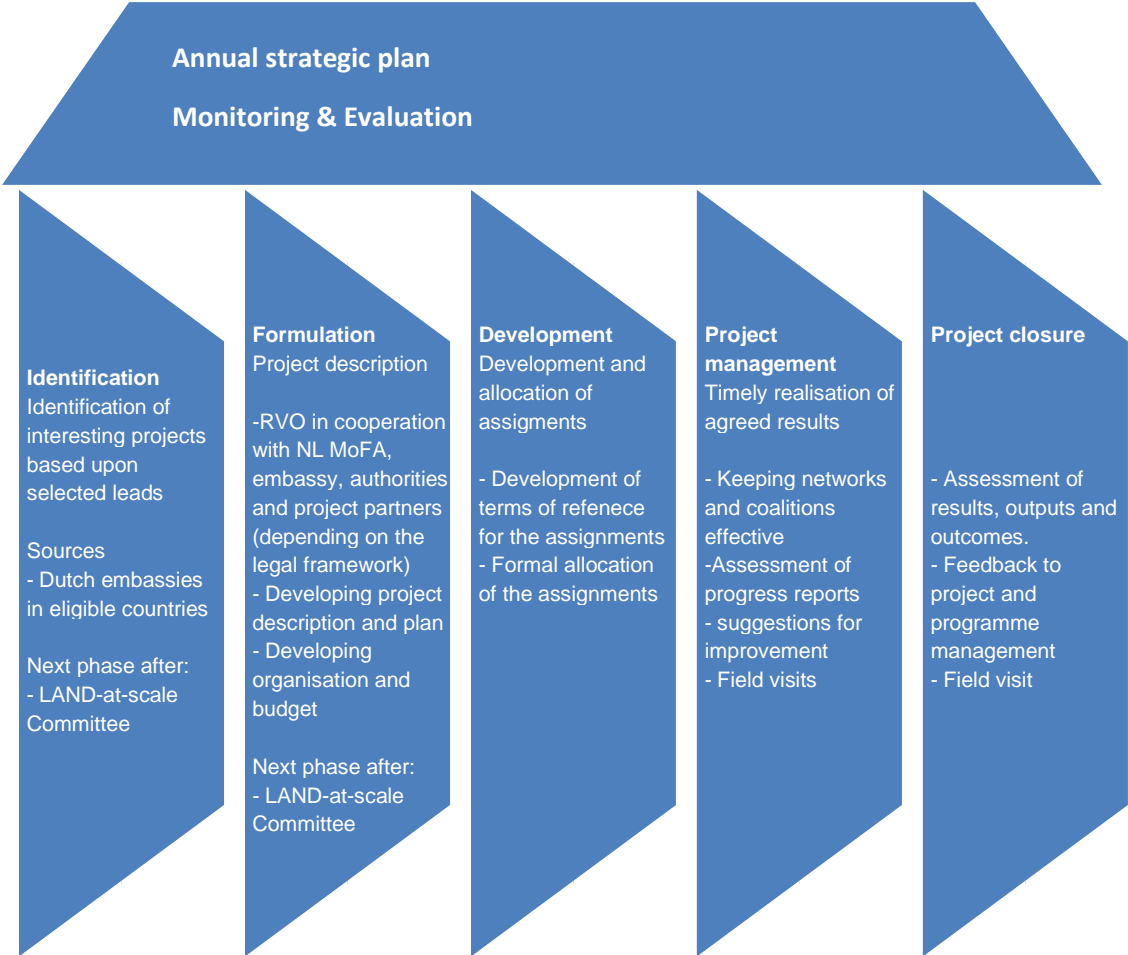 Annual strategic plan
Monitoring & Evaluation
Identification
Identification of
interesting projects
based upon
selected leads
Sources
- Dutch embassies
in eligible countries
Next phase after:
- LAND-at-scale
Committee
Formulation
Project description
-RVO in cooperation
with NL MoFA,
embassy, authorities
and project partners
(depending on the
legal framework)
- Developing project
description and plan
- Developing
organisation and
budget
Next phase after:
- LAND-at-scale
Committee
Development
Development and
allocation of
assigments
- Development of
terms of refenece
for the assignments
- Formal allocation
of the assignments
Project
management
Timely realisation of
agreed results
- Keeping networks
and coalitions
effective
-Assessment of
progress reports
- suggestions for
improvement
- Field visits
Project closure
- Assessment of
results, outputs and
outcomes.
- Feedback to
project and
programme
management
- Field visit